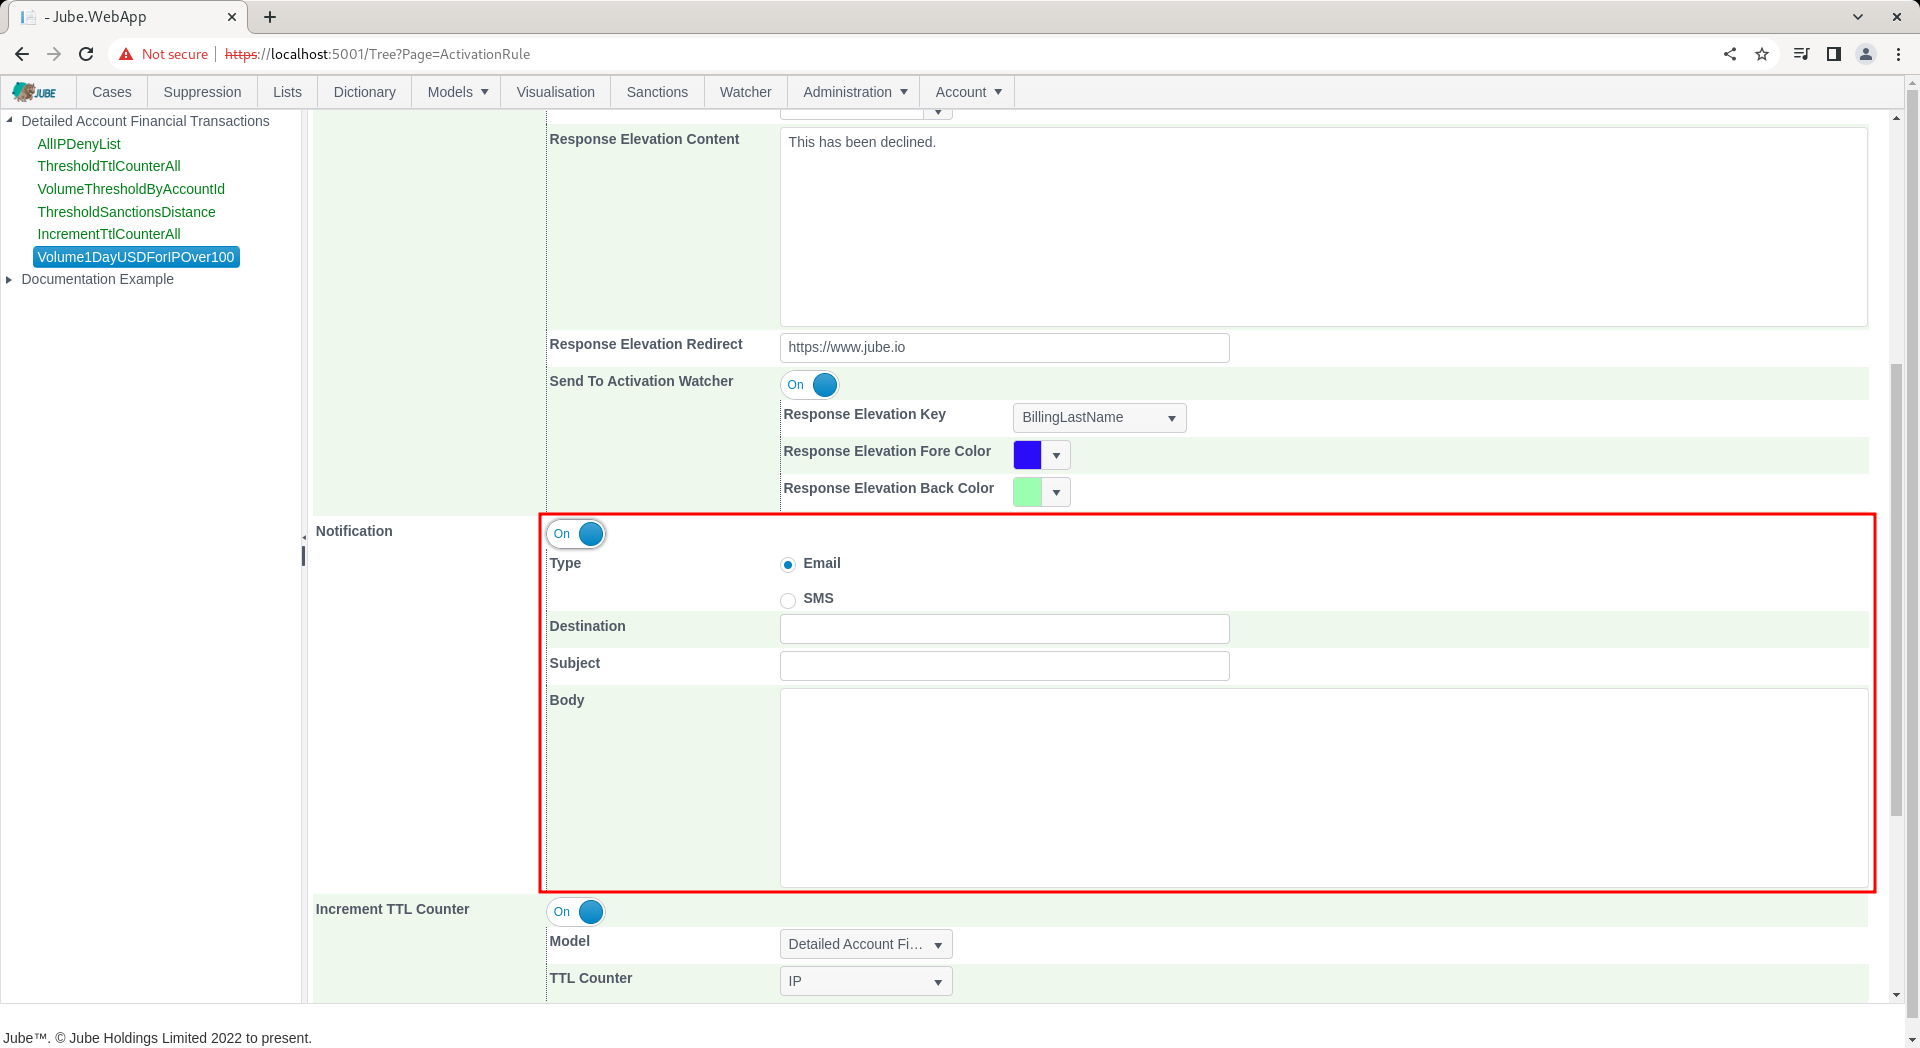 - Jube.WebApp
Not secure https://localhost:5001/Tree?Page=ActivationRule
JUBE Cases Suppression Lists Dictionary Models Visualisation Sanctions Watcher Administration Account
Detailed Account Financial Transactions
AllIPDenyList
ThresholdTtlCounterAll
VolumeThresholdByAccountId
ThresholdSanctionsDistance
IncrementTtlCounterAll
Volume1DayUSDForIPOver100
Documentation Example
Response Elevation Content
This has been declined.
Response Elevation Redirect
https://www.jube.io
Send To Activation Watcher
On
Response Elevation Key
BillingLastName
Response Elevation Fore Color
Response Elevation Back Color
Notification
On
Type
Email
SMS
Destination
Subject
Body
Increment TTL Counter
On
Model
Detailed Account Fi...
TTL Counter
IP
Jube™. © Jube Holdings Limited 2022 to present.